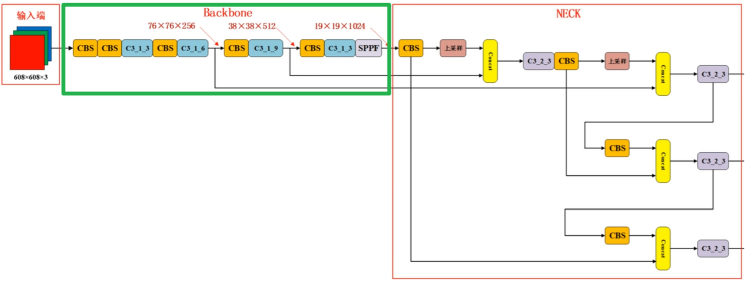 输入端
608×608×3
Backbone
76×76×256
38×38×512
19×19×1024
CBS CBS C3_1_3 CBS C3_1_6 CBS C3_1_9 CBS C3_1_3 SPPF
NECK
CBS 上采样 Concat C3_2_3 CBS 上采样 Concat C3_2_3
CBS Concat C3_2_3
CBS Concat C3_2_3